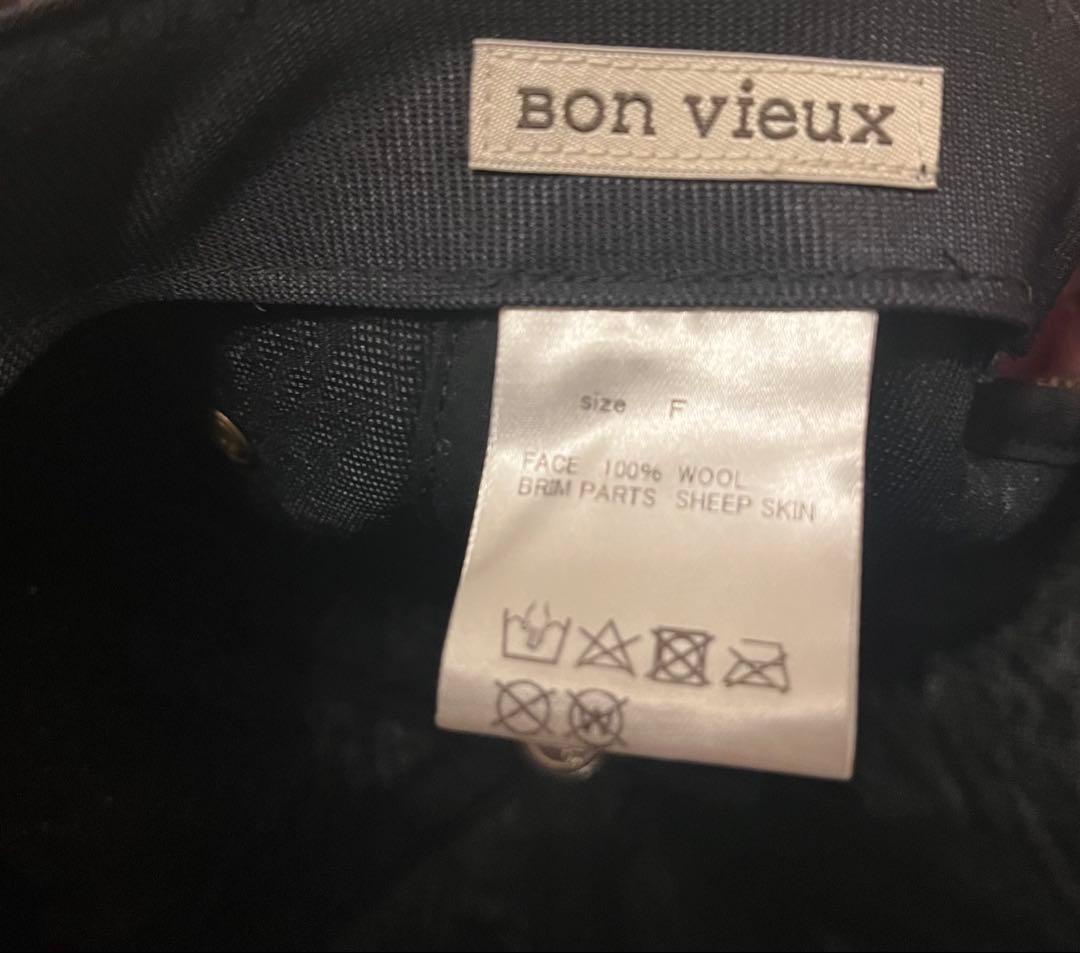 Bon vieux
size F
FACE 100% WOOL
BRIM PARTS SHEEP SKIN
W